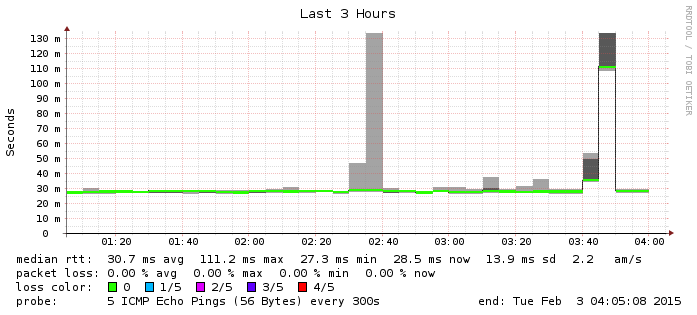 Last 3 Hours
RRDTOOL / TOBI OETIKER
Seconds
130 m
120 m
110 m
100 m
90 m
80 m
70 m
60 m
50 m
40 m
30 m
20 m
10 m
0
01:20 01:40 02:00 02:20 02:40 03:00 03:20 03:40 04:00
median rtt: 30.7 ms avg 111.2 ms max 27.3 ms min 28.5 ms now 13.9 ms sd 2.2 am/s
packet loss: 0.00 % avg 0.00 % max 0.00 % min 0.00 % now
loss color: 0 1/5 2/5 3/5 4/5
probe: 5 ICMP Echo Pings (56 Bytes) every 300s end: Tue Feb 3 04:05:08 2015